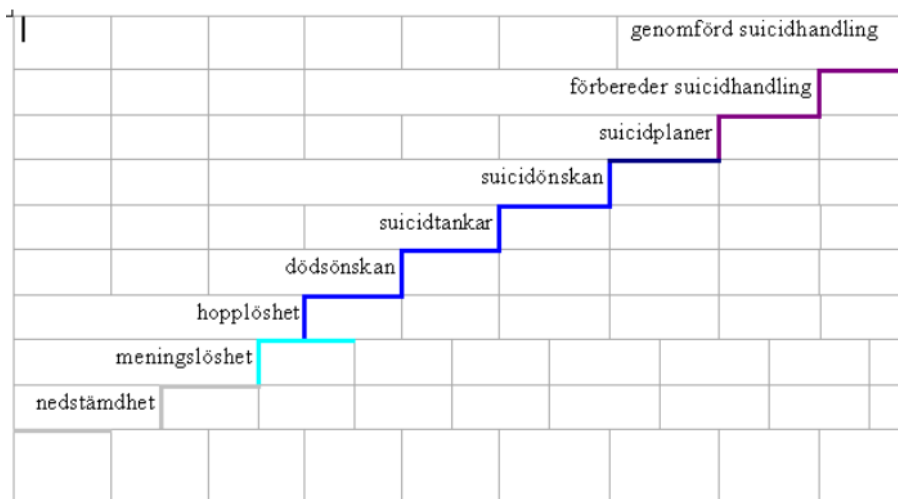 genomförd suicidhandling
förbereder suicidhandling
suicidplaner
suicidönskan
suicidtankar
dödsönskan
hopplöshet
meningslöshet
nedstämdhet